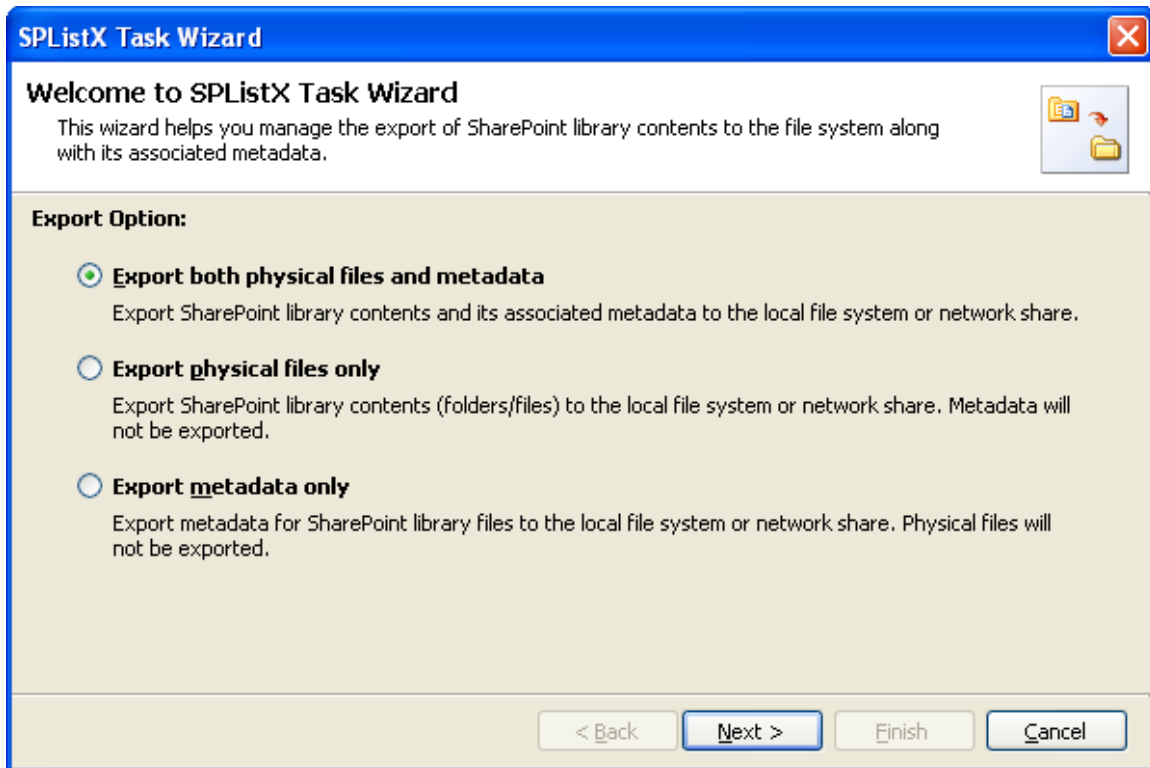 SPListX Task Wizard
Welcome to SPListX Task Wizard
This wizard helps you manage the export of SharePoint library contents to the file system along
with its associated metadata.
Export Option:
Export both physical files and metadata
Export SharePoint library contents and its associated metadata to the local file system or network share.
Export physical files only
Export SharePoint library contents (folders/files) to the local file system or network share. Metadata will
not be exported.
Export metadata only
Export metadata for SharePoint library files to the local file system or network share. Physical files will
not be exported.
< Back Next > Finish Cancel